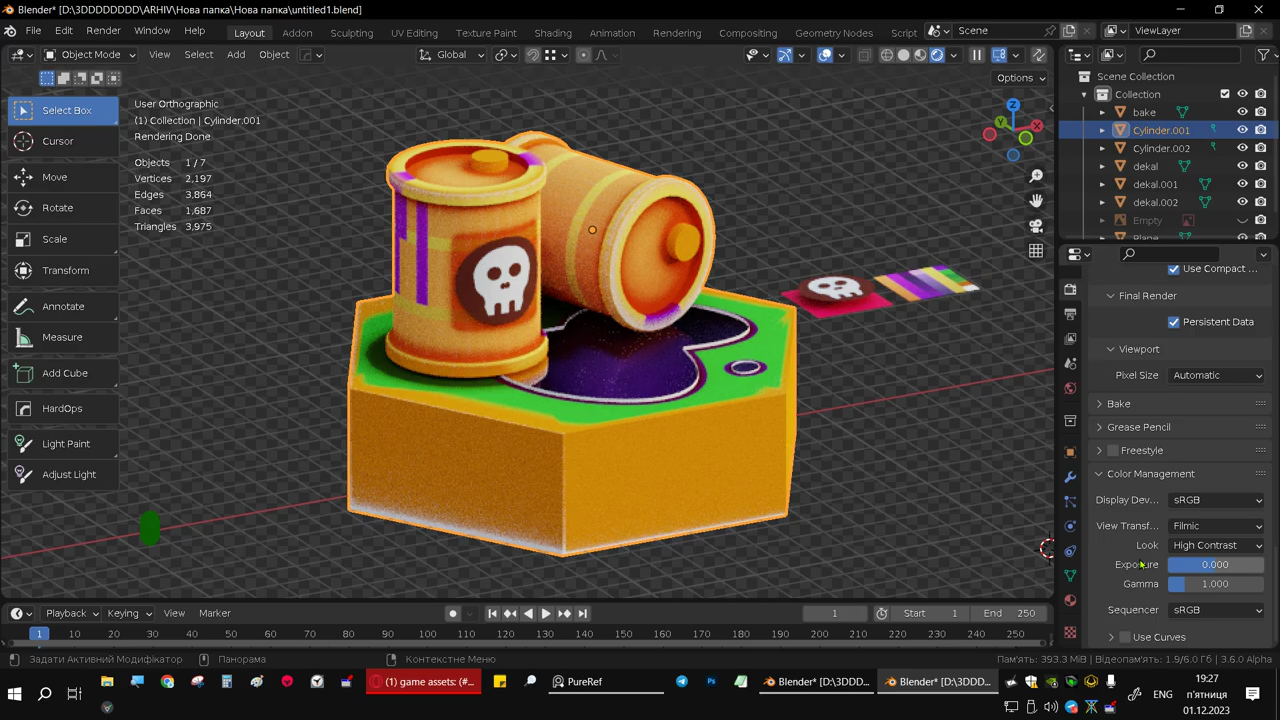 Blender* [D:\3DDDDDDDD\ARHIV\Нова папка\Нова папка\untitled1.blend]
File Edit Render Window Help Layout Addon Sculpting UV Editing Texture Paint Shading Animation Rendering Compositing Geometry Nodes Script Scene ViewLayer
Object Mode View Select Add Object Global
Options
Select Box
Cursor
Move
Rotate
Scale
Transform
Annotate
Measure
Add Cube
HardOps
Light Paint
Adjust Light
User Orthographic
(1) Collection | Cylinder.001
Rendering Done
Objects 1 / 7
Vertices 2,197
Edges 3,864
Faces 1,687
Triangles 3,975
Z
Y
X
Scene Collection
Collection
bake
Cylinder.001
Cylinder.002
dekal
dekal.001
dekal.002
Empty
Plane
Use Compact ...
Final Render
Persistent Data
Viewport
Pixel Size Automatic
Bake
Grease Pencil
Freestyle
Color Management
Display Dev... sRGB
View Transf... Filmic
Look High Contrast
Exposure 0.000
Gamma 1.000
Sequencer sRGB
Use Curves
Playback Keying View Marker 1 Start 1 End 250
1 10 20 30 40 50 60 70 80 90 100 110 120 130 140 150 160 170 180 190 200 210 220 230 240 250
Задати Активний Модифікатор Панорама Контекстне Меню Пам'ять: 393.3 MiB | Відеопам'ять: 1.9/6.0 Гб | 3.6.0 Alpha
(1) game assets: (#... PureRef Blender* [D:\3DDD... Blender* [D:\3DDD... ENG
19:27
п'ятниця
01.12.2023